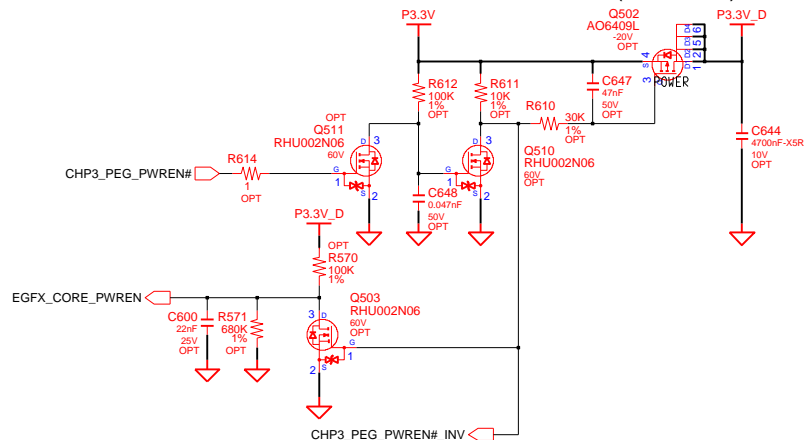 Q502
AO6409L
-20V
OPT
P3.3V
P3.3V_D
4
S
3
D4 6
D3 5
D2 2
D1 1
POWER
R612
100K
1%
OPT
R611
10K
1%
OPT
C647
47nF
50V
OPT
R610
30K
1%
OPT
C644
4700nF-X5R
10V
OPT
OPT
Q511
RHU002N06
60V
D 3
G
1
S
2
CHP3_PEG_PWREN#
R614
1
OPT
D 3
G
1
S
2
Q510
RHU002N06
60V
OPT
C648
0.047nF
50V
OPT
P3.3V_D
OPT
R570
100K
1%
EGFX_CORE_PWREN
C600
22nF
25V
OPT
R571
680K
1%
OPT
Q503
RHU002N06
60V
OPT
3 D
G
1
2 S
CHP3_PEG_PWREN#_INV